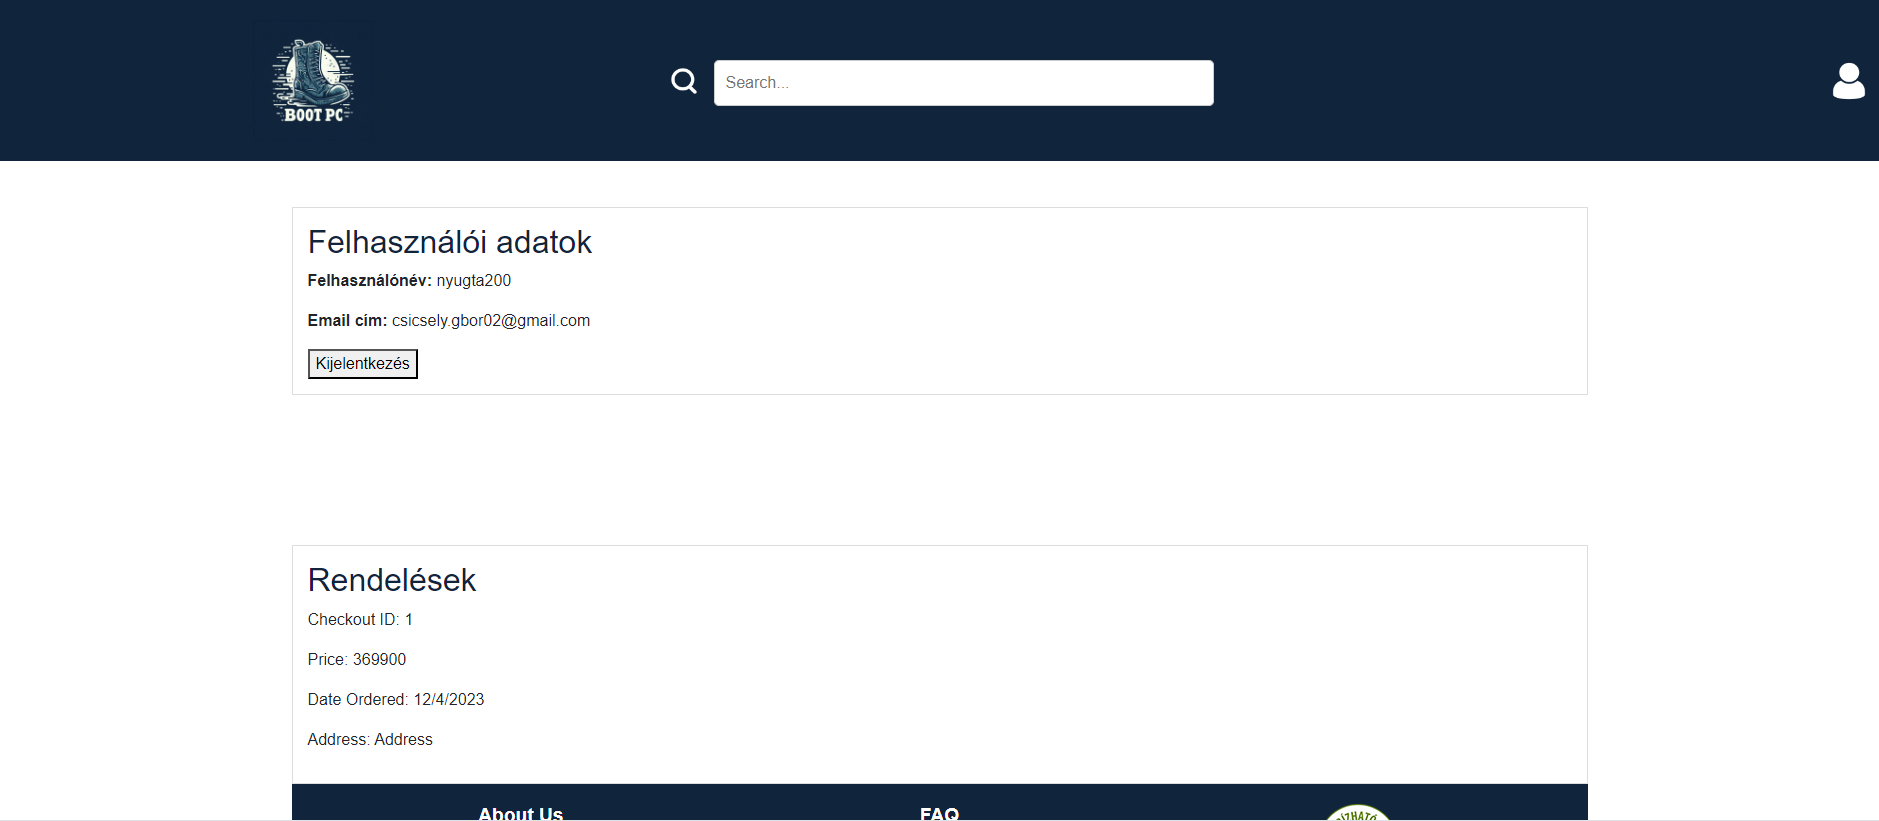 BOOT PC
Search...
Felhasználói adatok
Felhasználónév: nyugta200
Email cím: csicsely.gbor02@gmail.com
Kijelentkezés
Rendelések
Checkout ID: 1
Price: 369900
Date Ordered: 12/4/2023
Address: Address
About Us
FAQ